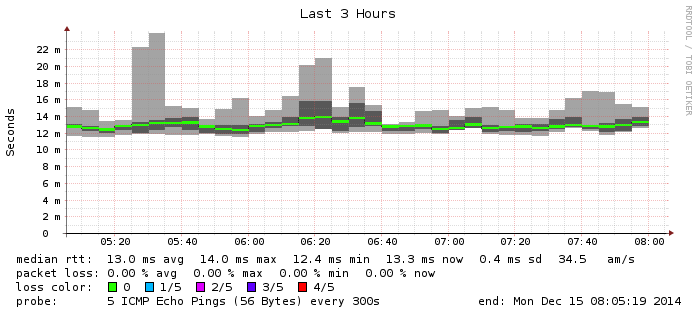 Last 3 Hours
RRDTOOL / TOBI OETIKER
Seconds
22 m
20 m
18 m
16 m
14 m
12 m
10 m
8 m
6 m
4 m
2 m
0
05:20 05:40 06:00 06:20 06:40 07:00 07:20 07:40 08:00
median rtt: 13.0 ms avg 14.0 ms max 12.4 ms min 13.3 ms now 0.4 ms sd 34.5 am/s
packet loss: 0.00 % avg 0.00 % max 0.00 % min 0.00 % now
loss color: 0 1/5 2/5 3/5 4/5
probe: 5 ICMP Echo Pings (56 Bytes) every 300s end: Mon Dec 15 08:05:19 2014